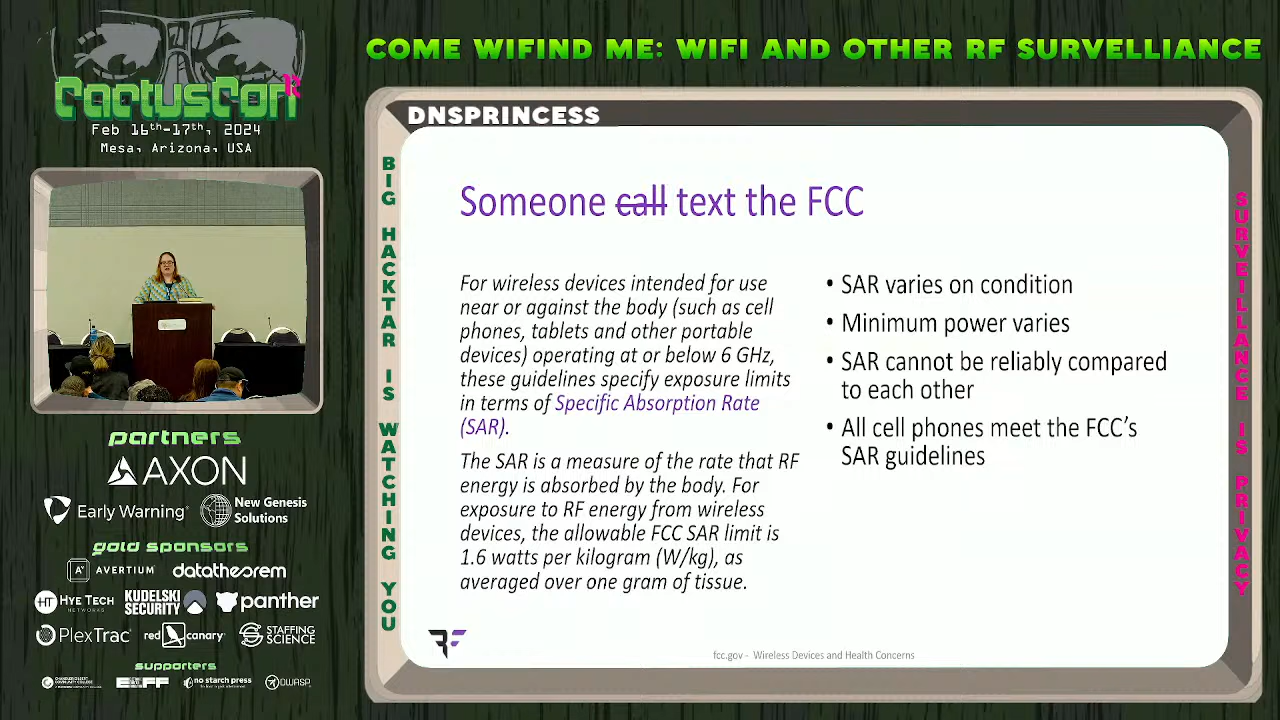 COME WIFIND ME: WIFI AND OTHER RF SURVELLIANCE
CactusCon
Feb 16th-17th, 2024
Mesa, Arizona, USA
DNSPRINCESS
BIG HACKTAR IS WATCHING YOU
Someone call text the FCC
For wireless devices intended for use
near or against the body (such as cell
phones, tablets and other portable
devices) operating at or below 6 GHz,
these guidelines specify exposure limits
in terms of Specific Absorption Rate
(SAR).
The SAR is a measure of the rate that RF
energy is absorbed by the body. For
exposure to RF energy from wireless
devices, the allowable FCC SAR limit is
1.6 watts per kilogram (W/kg), as
averaged over one gram of tissue.
• SAR varies on condition
• Minimum power varies
• SAR cannot be reliably compared
to each other
• All cell phones meet the FCC's
SAR guidelines
RF
fcc.gov - Wireless Devices and Health Concerns
SURVEILLANCE IS PRIVACY
partners
AXON
Early Warning
New Genesis
Solutions
gold sponsors
A+ AVERTIUM
datatheorem
HT HYE TECH
NETWORKS
KUDELSKI
SECURITY
panther
PlexTrac
red canary
STAFFING
SCIENCE
supporters
EFF
no starch press
OWASP